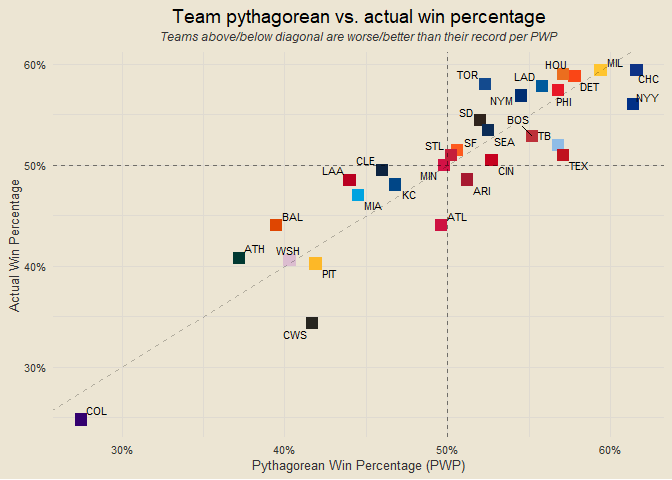 Team pythagorean vs. actual win percentage
Teams above/below diagonal are worse/better than their record per PWP
60%
50%
40%
30%
Actual Win Percentage
HOU
MIL
TOR
LAD
CHC
DET
NYM
PHI
NYY
SD
BOS
STL
SF
SEA
TB
CLE
MIN
CIN
TEX
LAA
KC
ARI
MIA
BAL
ATL
ATH
WSH
PIT
CWS
COL
30%
40%
50%
60%
Pythagorean Win Percentage (PWP)